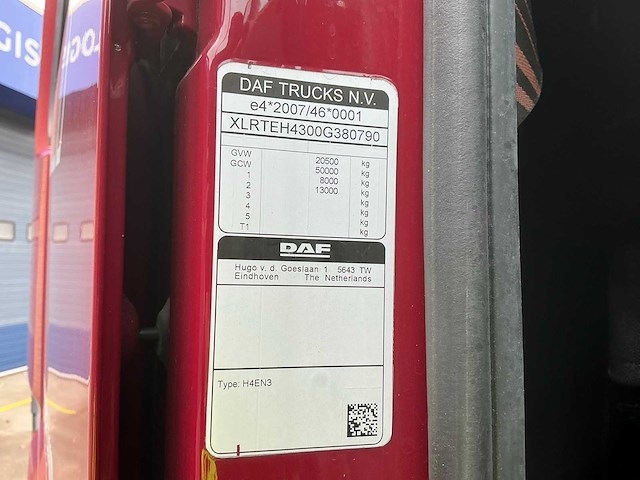 GIS
LOG
DAF TRUCKS N.V.
e4*2007/46*0001
XLRTEH4300G380790
GVW 20500 kg
GCW 50000 kg
1 8000 kg
2 13000 kg
3 kg
4 kg
5 kg
T1 kg
DAF
Hugo v. d. Goeslaan 1 5643 TW
Eindhoven The Netherlands
Type: H4EN3